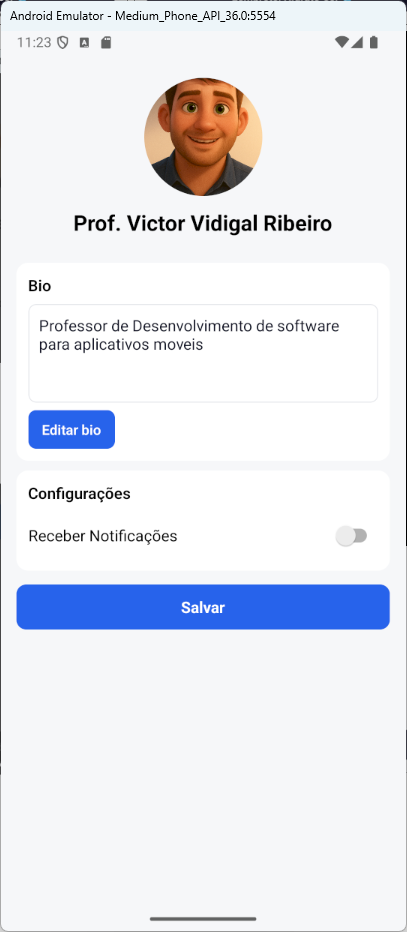 Android Emulator - Medium_Phone_API_36.0:5554
11:23
A
Prof. Victor Vidigal Ribeiro
Bio
Professor de Desenvolvimento de software
para aplicativos moveis
Editar bio
Configurações
Receber Notificações
Salvar